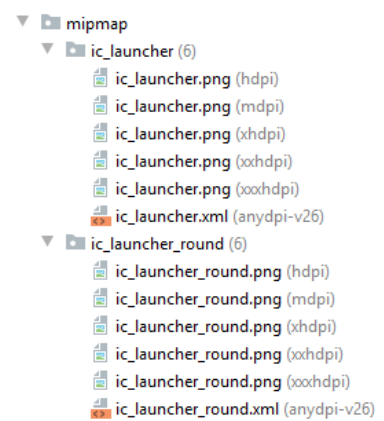 mipmap
ic_launcher (6)
ic_launcher.png (hdpi)
ic_launcher.png (mdpi)
ic_launcher.png (xhdpi)
ic_launcher.png (xxhdpi)
ic_launcher.png (xxxhdpi)
ic_launcher.xml (anydpi-v26)
ic_launcher_round (6)
ic_launcher_round.png (hdpi)
ic_launcher_round.png (mdpi)
ic_launcher_round.png (xhdpi)
ic_launcher_round.png (xxhdpi)
ic_launcher_round.png (xxxhdpi)
ic_launcher_round.xml (anydpi-v26)